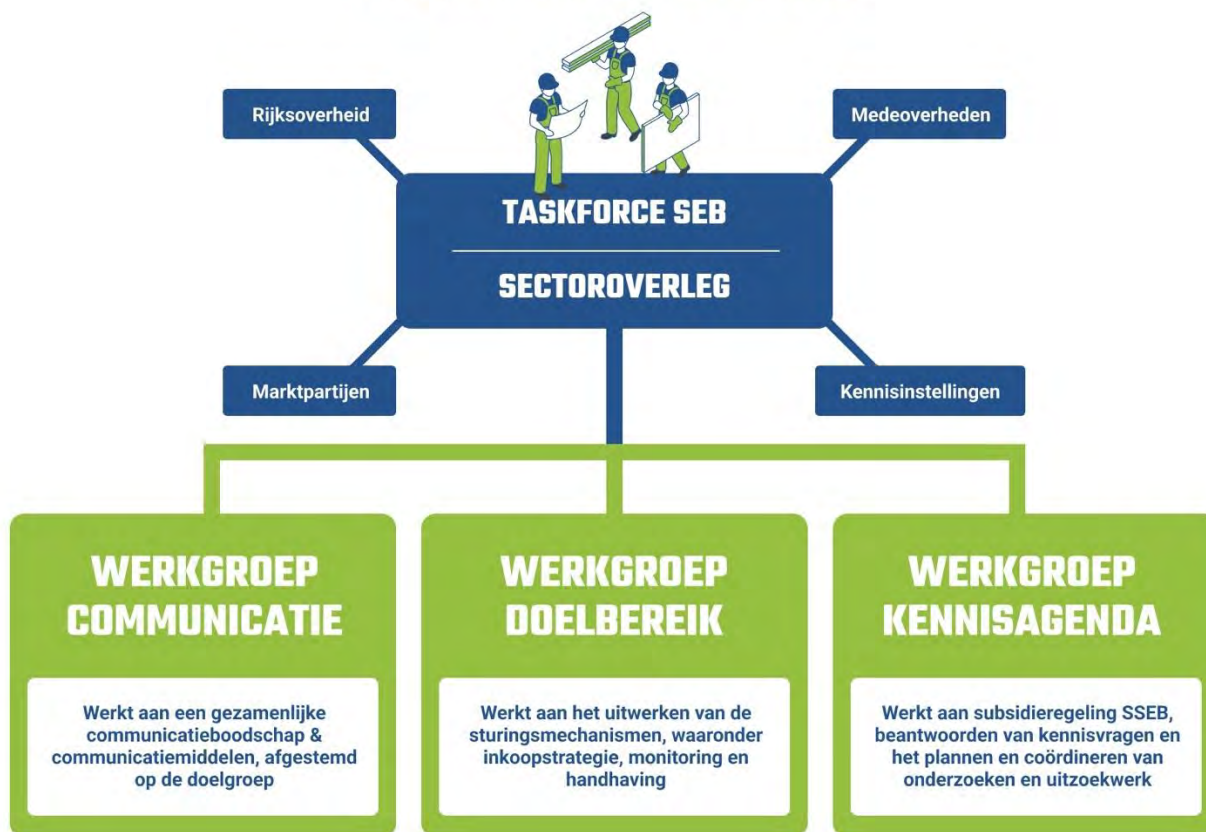 Rijksoverheid
Medeoverheden
TASKFORCE SEB
SECTOROVERLEG
Marktpartijen
Kennisinstellingen
WERKGROEP
COMMUNICATIE
Werkt aan een gezamenlijke
communicatieboodschap &
communicatiemiddelen, afgestemd
op de doelgroep
WERKGROEP
DOELBEREIK
Werkt aan het uitwerken van de
sturingsmechanismen, waaronder
inkoopstrategie, monitoring en
handhaving
WERKGROEP
KENNISAGENDA
Werkt aan subsidieregeling SSEB,
beantwoorden van kennisvragen en
het plannen en coördineren van
onderzoeken en uitzoekwerk